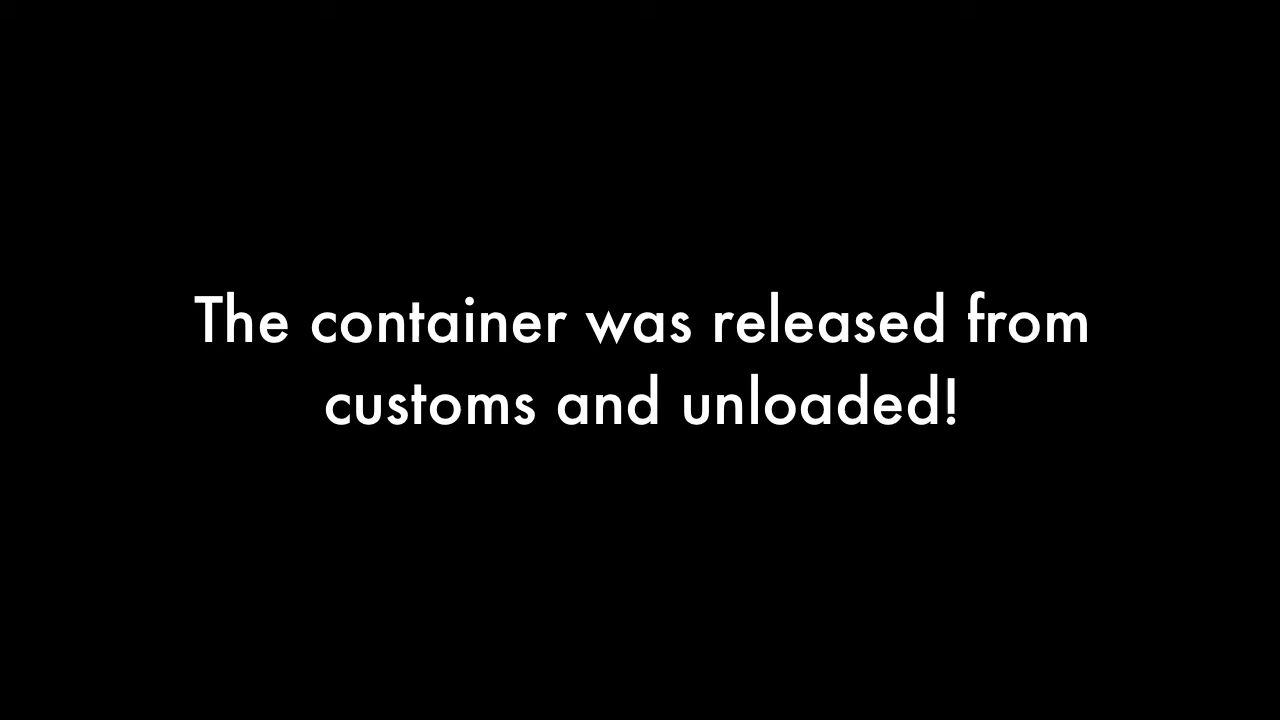 The container was released from
customs and unloaded!